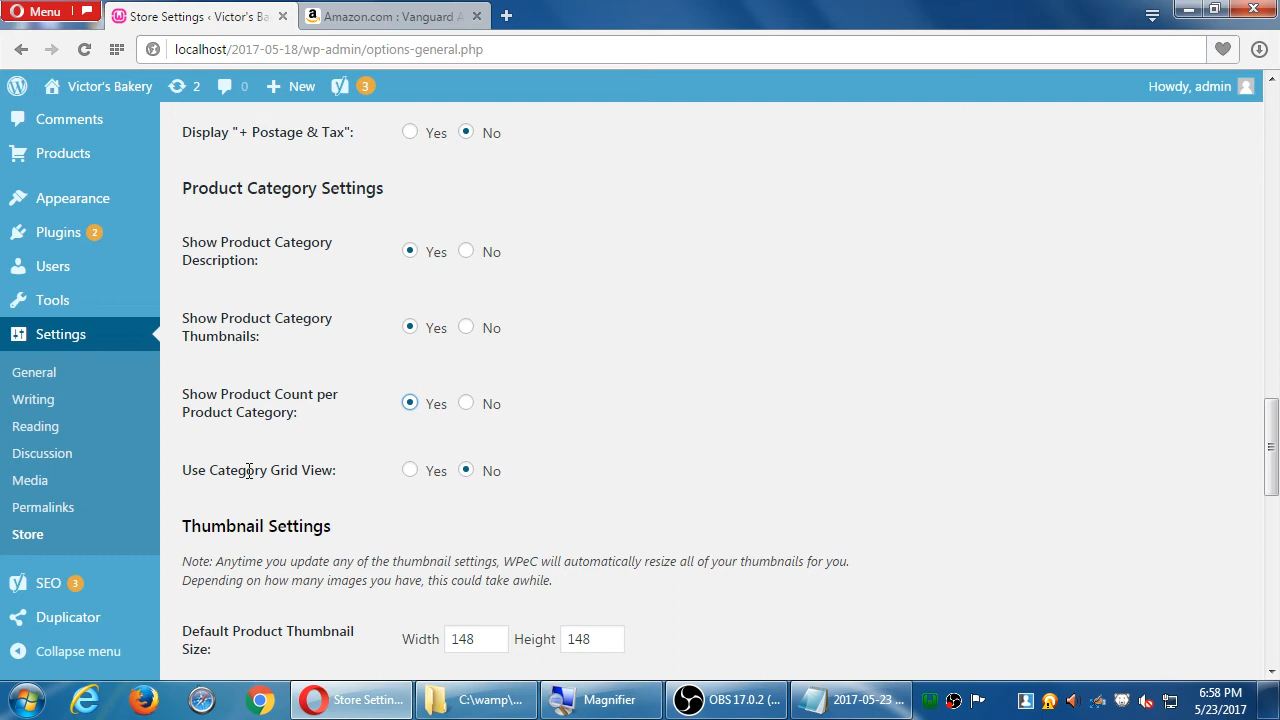 Menu
Store Settings ‹ Victor's Ba
Amazon.com : Vanguard A
localhost/2017-05-18/wp-admin/options-general.php
Victor's Bakery
2
0
New
3
Howdy, admin
Comments
Products
Appearance
Plugins 2
Users
Tools
Settings
General
Writing
Reading
Discussion
Media
Permalinks
Store
SEO 3
Duplicator
Collapse menu
Display "+ Postage & Tax": Yes No
Product Category Settings
Show Product Category
Description: Yes No
Show Product Category
Thumbnails: Yes No
Show Product Count per
Product Category: Yes No
Use Category Grid View: Yes No
Thumbnail Settings
Note: Anytime you update any of the thumbnail settings, WPeC will automatically resize all of your thumbnails for you.
Depending on how many images you have, this could take awhile.
Default Product Thumbnail
Size: Width 148 Height 148
Store Settin...
C:\wamp\...
Magnifier
OBS 17.0.2 (...
2017-05-23 ...
6:58 PM
5/23/2017